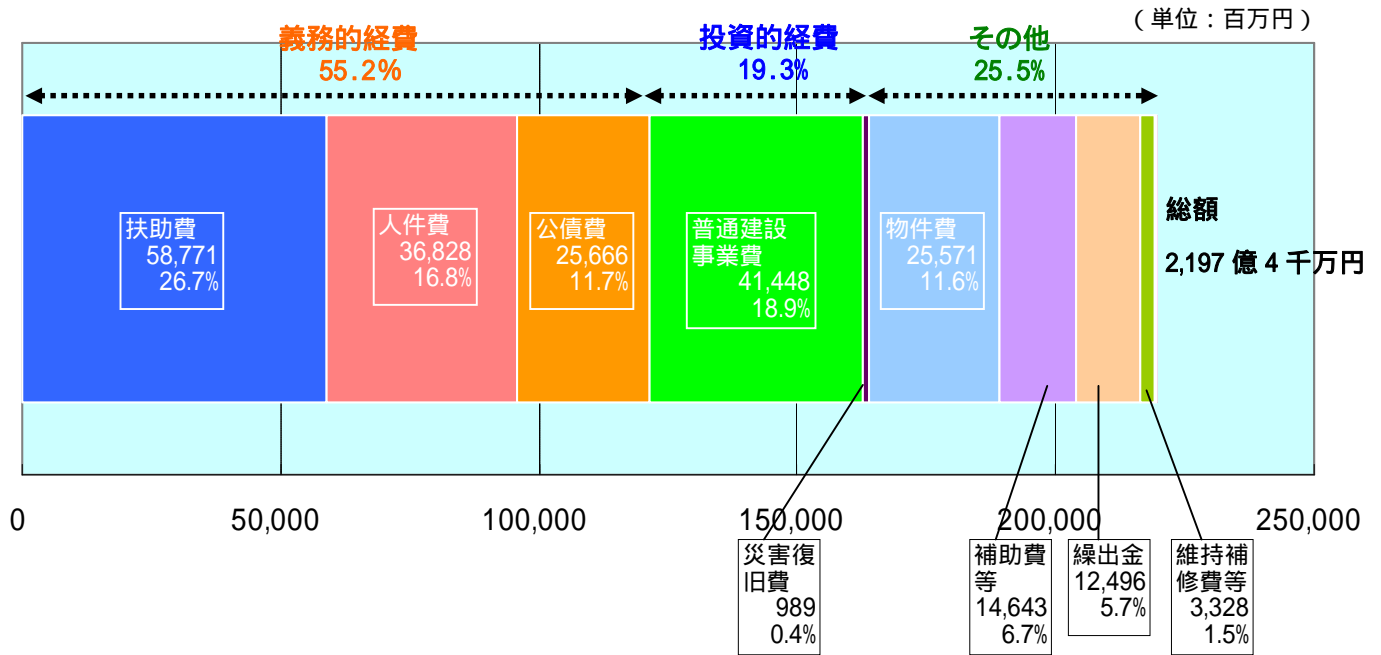 （単位：百万円）
義務的経費
55.2%
投資的経費
19.3%
その他
25.5%
扶助費
58,771
26.7%
人件費
36,828
16.8%
公債費
25,666
11.7%
普通建設
事業費
41,448
18.9%
物件費
25,571
11.6%
総額
2,197 億 4 千万円
0
50,000
100,000
150,000
200,000
250,000
災害復
旧費
989
0.4%
補助費
等
14,643
6.7%
繰出金
12,496
5.7%
維持補
修費等
3,328
1.5%